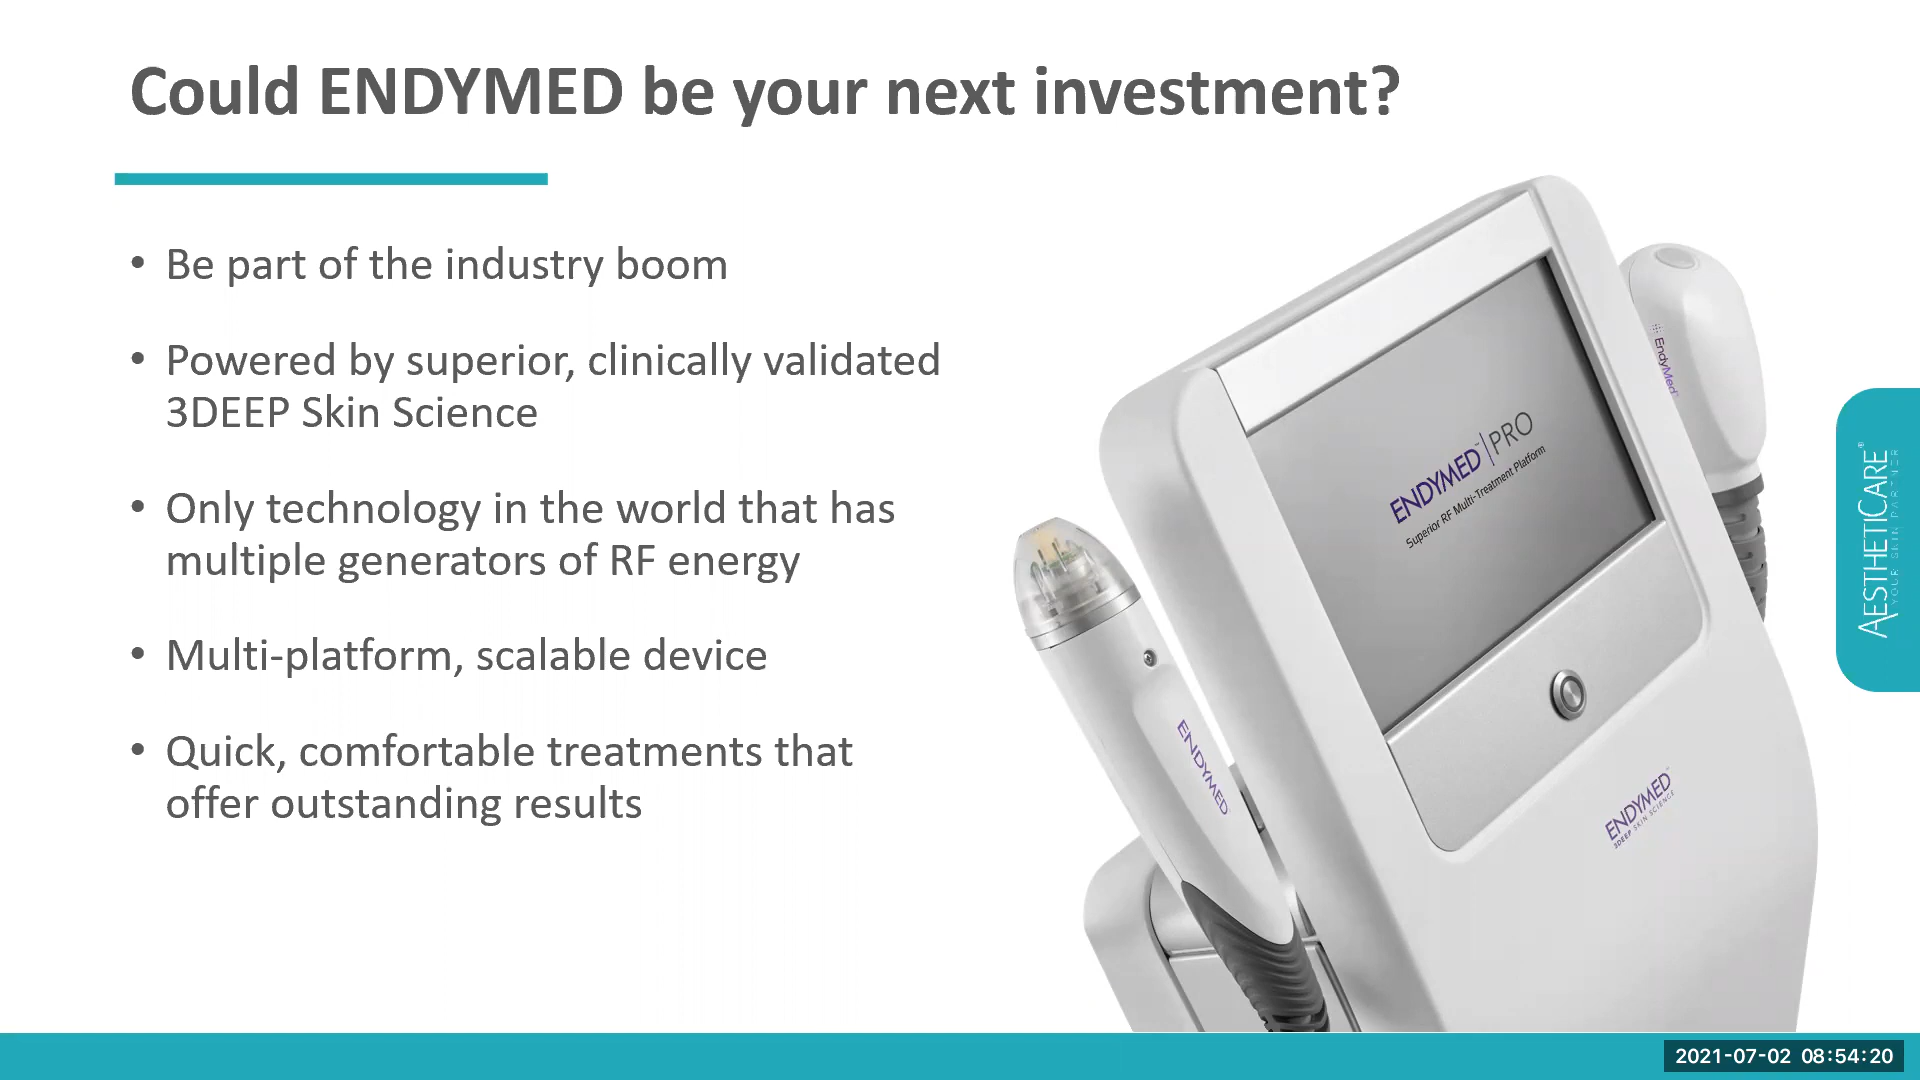 Could ENDYMED be your next investment?
• Be part of the industry boom
• Powered by superior, clinically validated
3DEEP Skin Science
• Only technology in the world that has
multiple generators of RF energy
• Multi-platform, scalable device
• Quick, comfortable treatments that
offer outstanding results
ENDYMED™|PRO
Superior RF Multi-Treatment Platform
EndyMed™
ENDYMED
ENDYMED
3DEEP SKIN SCIENCE
AESTHETICARE®
YOUR SKIN PARTNER
2021-07-02 08:54:20